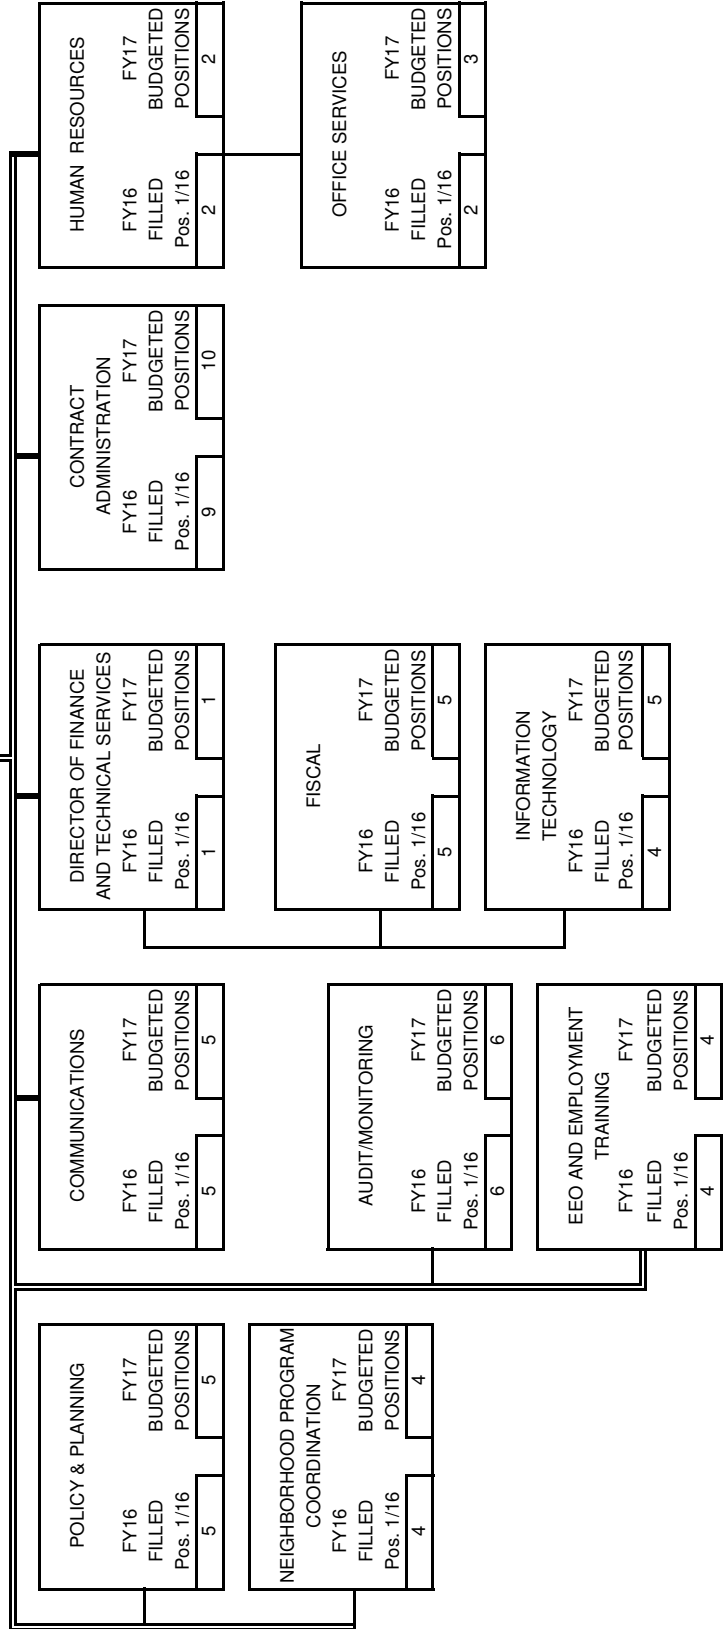 POLICY & PLANNING
FY16 FY17
FILLED BUDGETED
Pos. 1/16 POSITIONS
5 5
NEIGHBORHOOD PROGRAM
COORDINATION
FY16 FY17
FILLED BUDGETED
Pos. 1/16 POSITIONS
4 4
COMMUNICATIONS
FY16 FY17
FILLED BUDGETED
Pos. 1/16 POSITIONS
5 5
AUDIT/MONITORING
FY16 FY17
FILLED BUDGETED
Pos. 1/16 POSITIONS
6 6
EEO AND EMPLOYMENT
TRAINING
FY16 FY17
FILLED BUDGETED
Pos. 1/16 POSITIONS
4 4
DIRECTOR OF FINANCE
AND TECHNICAL SERVICES
FY16 FY17
FILLED BUDGETED
Pos. 1/16 POSITIONS
1 1
FISCAL
FY16 FY17
FILLED BUDGETED
Pos. 1/16 POSITIONS
5 5
INFORMATION
TECHNOLOGY
FY16 FY17
FILLED BUDGETED
Pos. 1/16 POSITIONS
4 5
CONTRACT
ADMINISTRATION
FY16 FY17
FILLED BUDGETED
Pos. 1/16 POSITIONS
9 10
HUMAN RESOURCES
FY16 FY17
FILLED BUDGETED
Pos. 1/16 POSITIONS
2 2
OFFICE SERVICES
FY16 FY17
FILLED BUDGETED
Pos. 1/16 POSITIONS
2 3